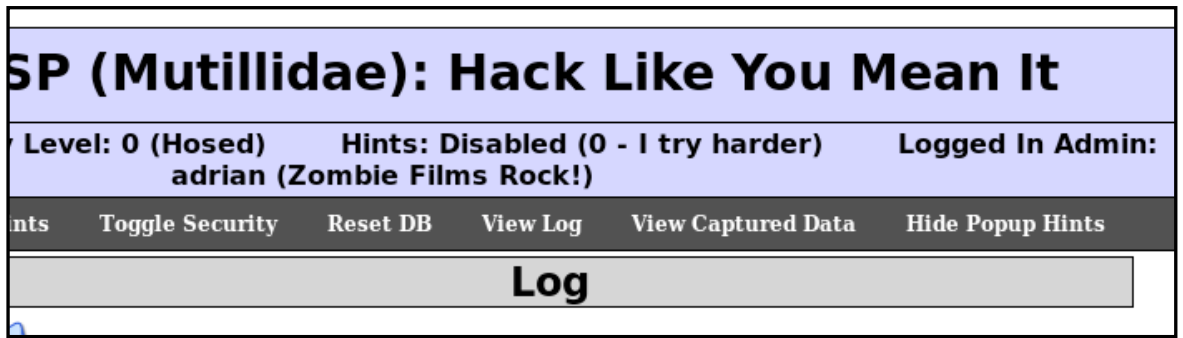 SP (Mutillidae): Hack Like You Mean It
Level: 0 (Hosed) Hints: Disabled (0 - I try harder) Logged In Admin:
adrian (Zombie Films Rock!)
ints Toggle Security Reset DB View Log View Captured Data Hide Popup Hints
Log